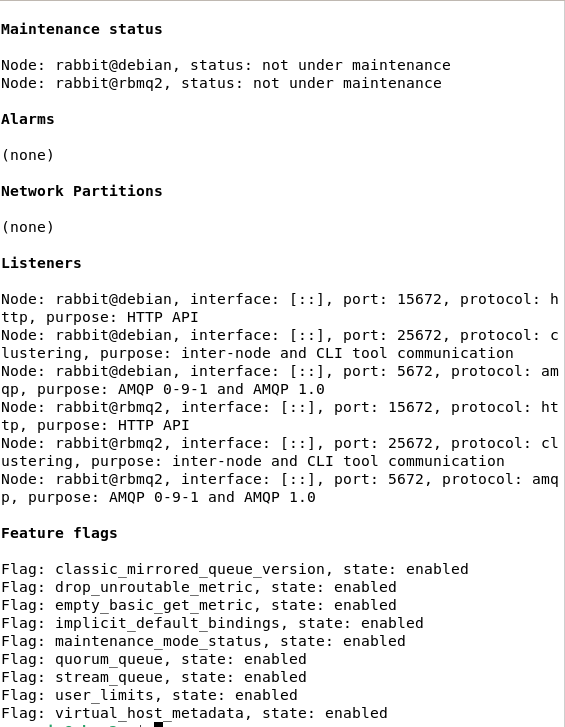 Maintenance status
Node: rabbit@debian, status: not under maintenance
Node: rabbit@rbmq2, status: not under maintenance
Alarms
(none)
Network Partitions
(none)
Listeners
Node: rabbit@debian, interface: [::], port: 15672, protocol: h
ttp, purpose: HTTP API
Node: rabbit@debian, interface: [::], port: 25672, protocol: c
lustering, purpose: inter-node and CLI tool communication
Node: rabbit@debian, interface: [::], port: 5672, protocol: am
qp, purpose: AMQP 0-9-1 and AMQP 1.0
Node: rabbit@rbmq2, interface: [::], port: 15672, protocol: ht
tp, purpose: HTTP API
Node: rabbit@rbmq2, interface: [::], port: 25672, protocol: cl
ustering, purpose: inter-node and CLI tool communication
Node: rabbit@rbmq2, interface: [::], port: 5672, protocol: amq
p, purpose: AMQP 0-9-1 and AMQP 1.0
Feature flags
Flag: classic_mirrored_queue_version, state: enabled
Flag: drop_unroutable_metric, state: enabled
Flag: empty_basic_get_metric, state: enabled
Flag: implicit_default_bindings, state: enabled
Flag: maintenance_mode_status, state: enabled
Flag: quorum_queue, state: enabled
Flag: stream_queue, state: enabled
Flag: user_limits, state: enabled
Flag: virtual_host_metadata, state: enabled